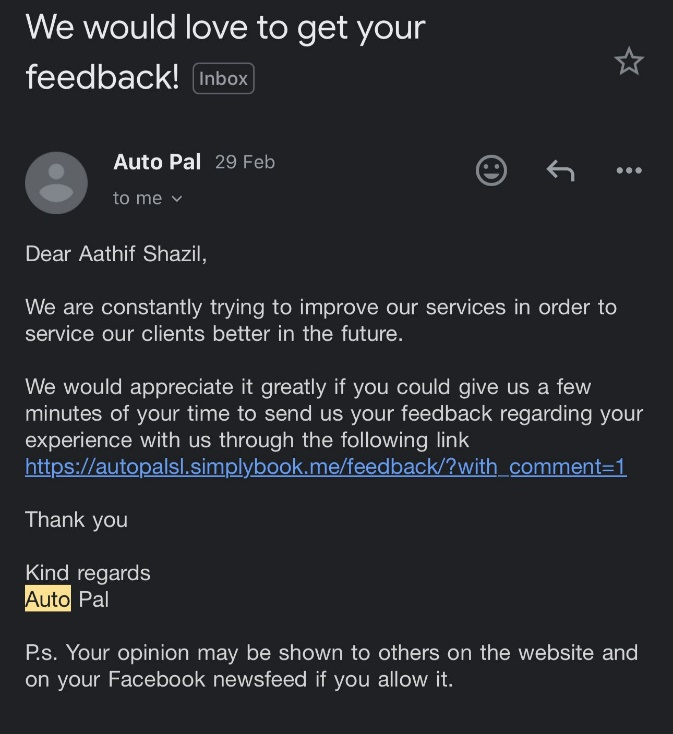 We would love to get your
feedback! Inbox
Auto Pal 29 Feb
to me
Dear Aathif Shazil,
We are constantly trying to improve our services in order to
service our clients better in the future.
We would appreciate it greatly if you could give us a few
minutes of your time to send us your feedback regarding your
experience with us through the following link
https://autopalsl.simplybook.me/feedback/?with_comment=1
Thank you
Kind regards
Auto Pal
P.s. Your opinion may be shown to others on the website and
on your Facebook newsfeed if you allow it.